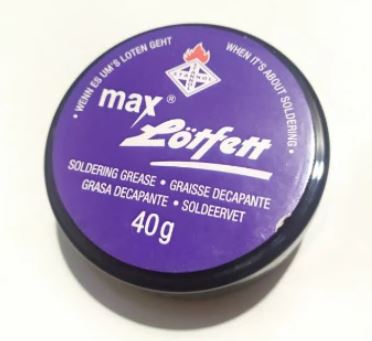 • WENN ES UM'S LÖTEN GEHT
WHEN IT'S ABOUT SOLDERING •
STANNOL
max®
Lötfett
SOLDERING GREASE • GRAISSE DECAPANTE
GRASA DECAPANTE • SOLDEERVET
40g